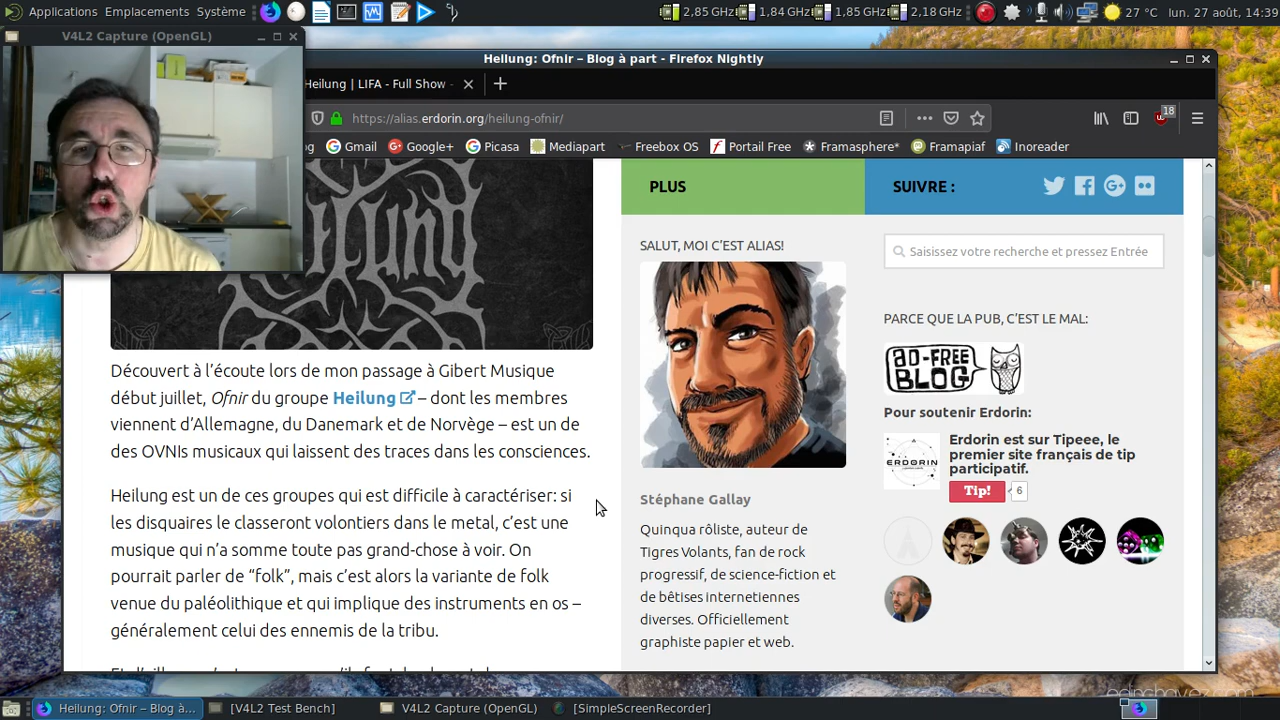 Applications Emplacements Système
2,85 GHz 1,84 GHz 1,85 GHz 2,18 GHz
27 °C lun. 27 août, 14:39
V4L2 Capture (OpenGL)
Heilung: Ofnir – Blog à part - Firefox Nightly
Heilung | LIFA - Full Show -
https://alias.erdorin.org/heilung-ofnir/
18
Gmail Google+ Picasa Mediapart Freebox OS Portail Free Framasphère* Framapiaf Inoreader
Heilung
PLUS
SUIVRE :
SALUT, MOI C’EST ALIAS!
Saisissez votre recherche et pressez Entrée
PARCE QUE LA PUB, C’EST LE MAL:
AD-FREE
BLOG
Pour soutenir Erdorin:
ERDORIN
Erdorin est sur Tipeee, le
premier site français de tip
participatif.
Tip! 6
Découvert à l’écoute lors de mon passage à Gibert Musique
début juillet, Ofnir du groupe Heilung – dont les membres
viennent d’Allemagne, du Danemark et de Norvège – est un de
des OVNIs musicaux qui laissent des traces dans les consciences.
Heilung est un de ces groupes qui est difficile à caractériser: si
les disquaires le classeront volontiers dans le metal, c’est une
musique qui n’a somme toute pas grand-chose à voir. On
pourrait parler de “folk”, mais c’est alors la variante de folk
venue du paléolithique et qui implique des instruments en os –
généralement celui des ennemis de la tribu.
Stéphane Gallay
Quinqua rôliste, auteur de
Tigres Volants, fan de rock
progressif, de science-fiction et
de bêtises internetiennes
diverses. Officiellement
graphiste papier et web.
Heilung: Ofnir – Blog à... [V4L2 Test Bench] V4L2 Capture (OpenGL) [SimpleScreenRecorder]